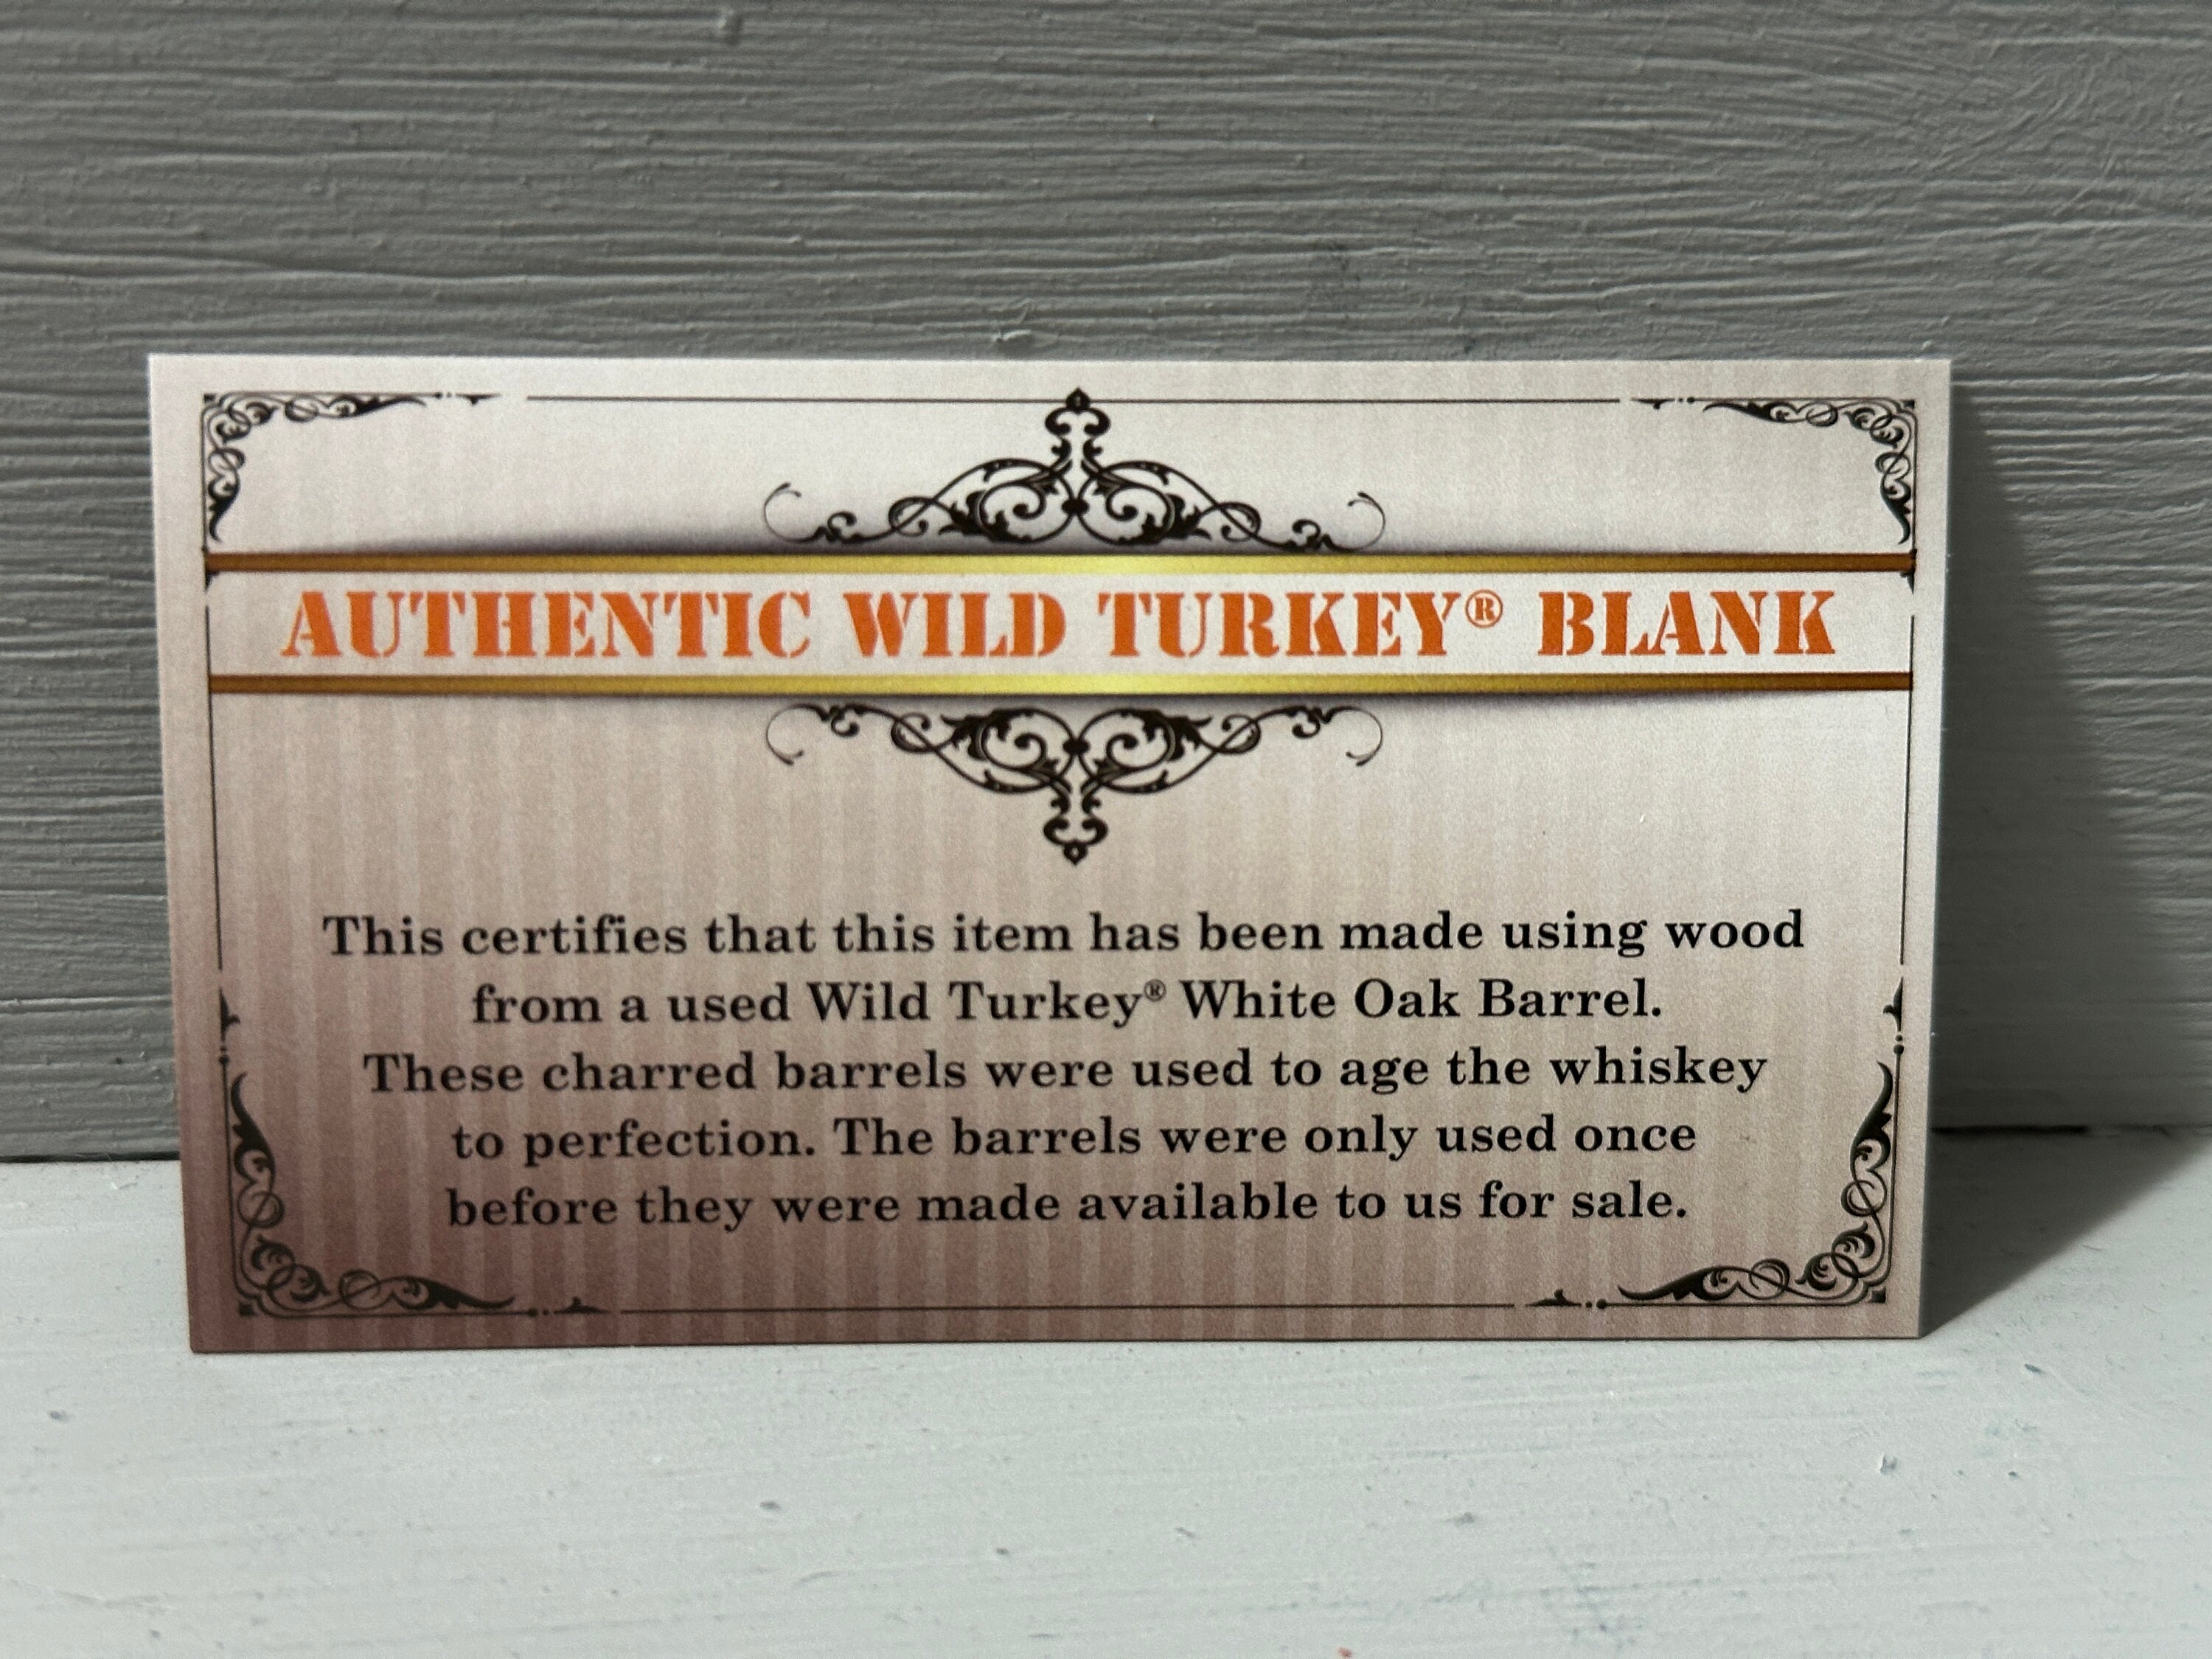 AUTHENTIC WILD TURKEY® BLANK
This certifies that this item has been made using wood
from a used Wild Turkey® White Oak Barrel.
These charred barrels were used to age the whiskey
to perfection. The barrels were only used once
before they were made available to us for sale.